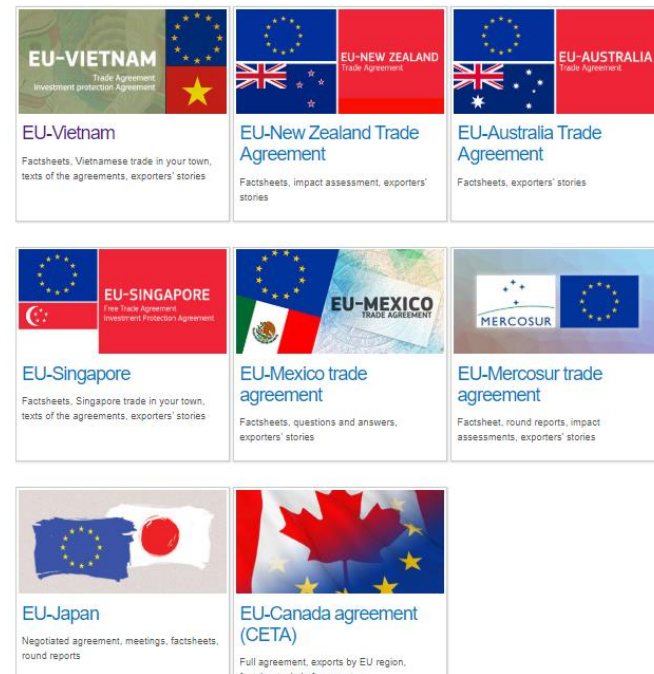 EU-VIETNAM
Trade Agreement
Investment protection Agreement
EU-Vietnam
Factsheets, Vietnamese trade in your town,
texts of the agreements, exporters' stories
EU-NEW ZEALAND
Trade Agreement
EU-New Zealand Trade
Agreement
Factsheets, impact assessment, exporters'
stories
EU-AUSTRALIA
Trade Agreement
EU-Australia Trade
Agreement
Factsheets, exporters' stories
EU-SINGAPORE
Free Trade Agreement
Investment Protection Agreement
EU-Singapore
Factsheets, Singapore trade in your town,
texts of the agreements, exporters' stories
EU-MEXICO
TRADE AGREEMENT
EU-Mexico trade
agreement
Factsheets, questions and answers,
exporters' stories
MERCOSUR
EU-Mercosur trade
agreement
Factsheet, round reports, impact
assessments, exporters' stories
EU-Japan
Negotiated agreement, meetings, factsheets,
round reports
EU-Canada agreement
(CETA)
Full agreement, exports by EU region,